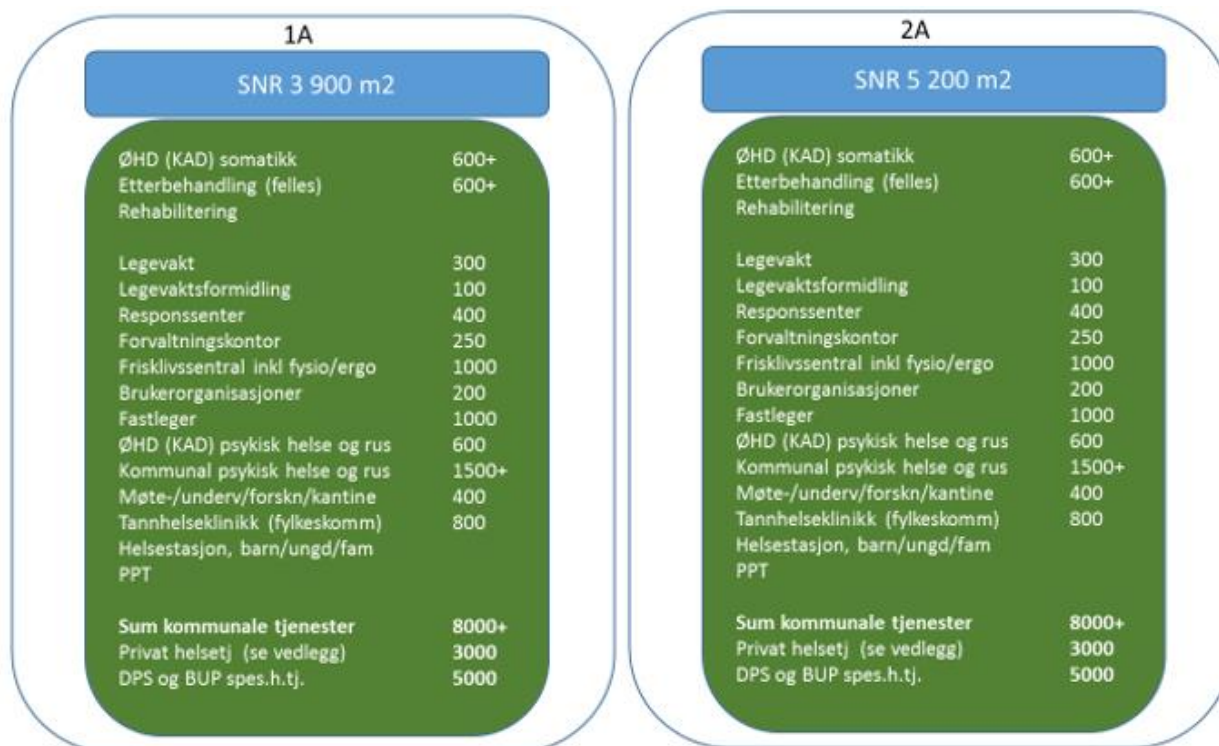 1A
SNR 3 900 m2
ØHD (KAD) somatikk 600+
Etterbehandling (felles) 600+
Rehabilitering
Legevakt 300
Legevaktsformidling 100
Responssenter 400
Forvaltningskontor 250
Frisklivssentral inkl fysio/ergo 1000
Brukerorganisasjoner 200
Fastleger 1000
ØHD (KAD) psykisk helse og rus 600
Kommunal psykisk helse og rus 1500+
Møte-/underv/forskn/kantine 400
Tannhelseklinikk (fylkeskomm) 800
Helsestasjon, barn/ungd/fam
PPT
Sum kommunale tjenester 8000+
Privat helsetj (se vedlegg) 3000
DPS og BUP spes.h.tj. 5000
2A
SNR 5 200 m2
ØHD (KAD) somatikk 600+
Etterbehandling (felles) 600+
Rehabilitering
Legevakt 300
Legevaktsformidling 100
Responssenter 400
Forvaltningskontor 250
Frisklivssentral inkl fysio/ergo 1000
Brukerorganisasjoner 200
Fastleger 1000
ØHD (KAD) psykisk helse og rus 600
Kommunal psykisk helse og rus 1500+
Møte-/underv/forskn/kantine 400
Tannhelseklinikk (fylkeskomm) 800
Helsestasjon, barn/ungd/fam
PPT
Sum kommunale tjenester 8000+
Privat helsetj (se vedlegg) 3000
DPS og BUP spes.h.tj. 5000